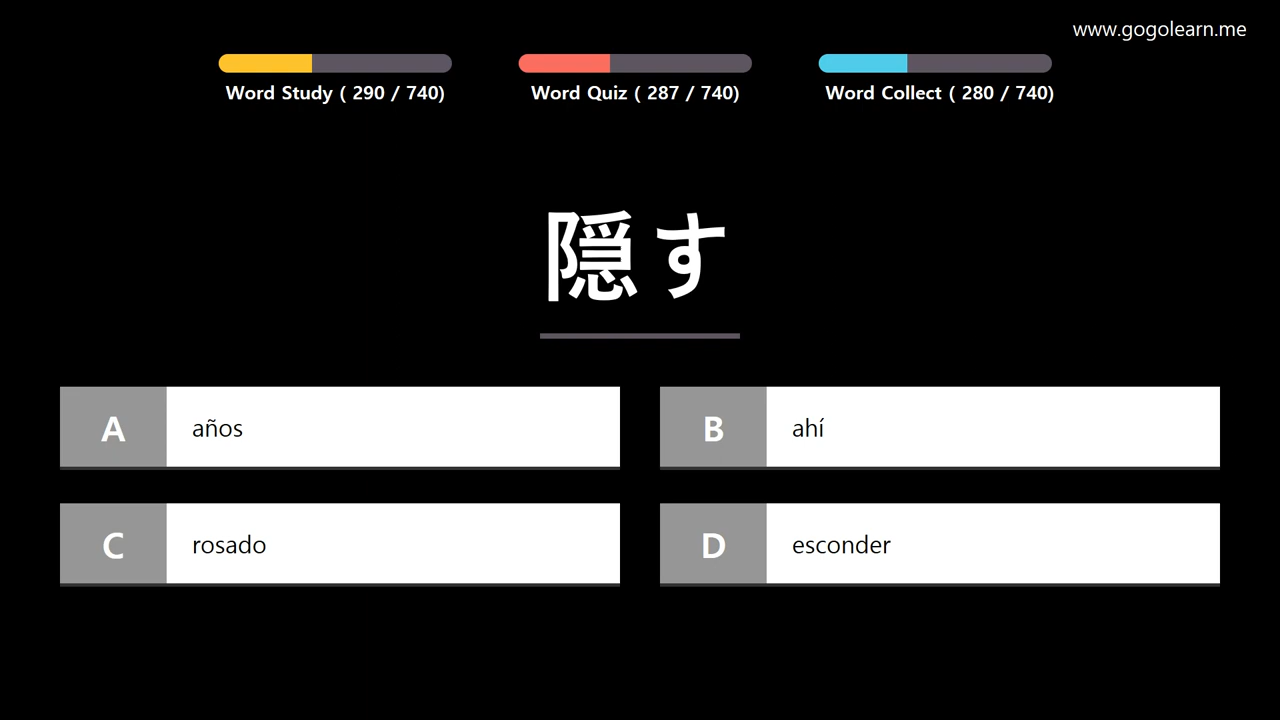 www.gogolearn.me
Word Study ( 290 / 740)
Word Quiz ( 287 / 740)
Word Collect ( 280 / 740)
隠す
A años
B ahí
C rosado
D esconder